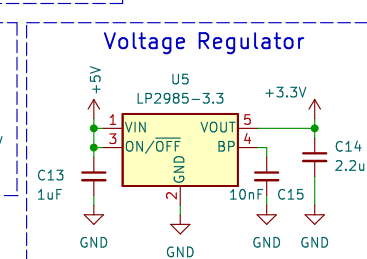 Voltage Regulator
+5V
U5
LP2985-3.3
+3.3V
1
VIN
VOUT
5
3
ON/OFF
BP
4
GND
2
C13
1uF
10nF
C15
C14
2.2u
GND
GND
GND
GND